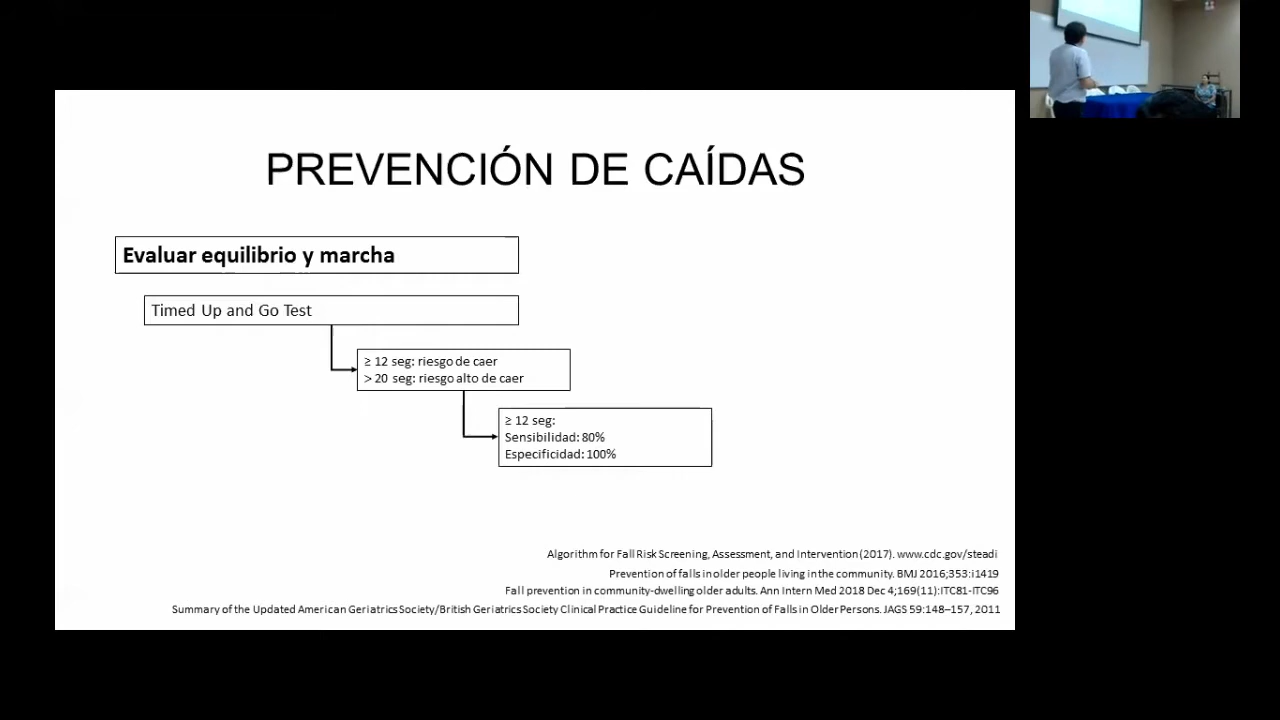 PREVENCIÓN DE CAÍDAS
Evaluar equilibrio y marcha
Timed Up and Go Test
≥ 12 seg: riesgo de caer
> 20 seg: riesgo alto de caer
≥ 12 seg:
Sensibilidad: 80%
Especificidad: 100%
Algorithm for Fall Risk Screening, Assessment, and Intervention (2017). www.cdc.gov/steadi
Prevention of falls in older people living in the community. BMJ 2016;353:i1419
Fall prevention in community-dwelling older adults. Ann Intern Med 2018 Dec 4;169(11):ITC81-ITC96
Summary of the Updated American Geriatrics Society/British Geriatrics Society Clinical Practice Guideline for Prevention of Falls in Older Persons. JAGS 59:148–157, 2011